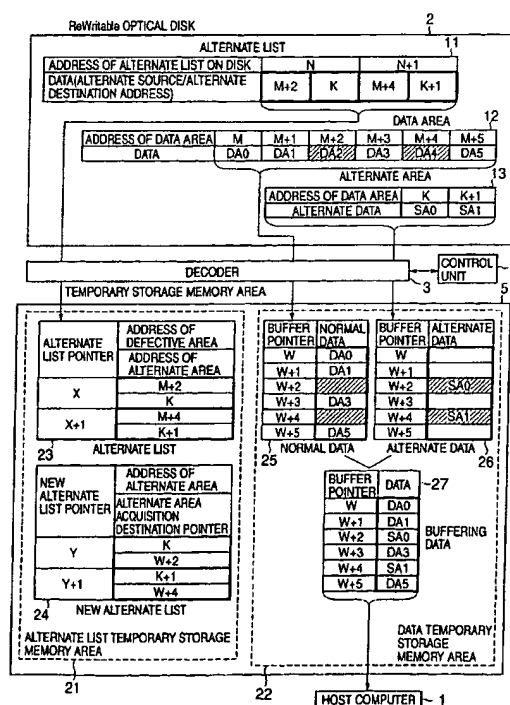 ReWritable OPTICAL DISK
2
ALTERNATE LIST
11
ADDRESS OF ALTERNATE LIST ON DISK N N+1
DATA(ALTERNATE SOURCE/ALTERNATE DESTINATION ADDRESS) M+2 K M+4 K+1
DATA AREA
12
ADDRESS OF DATA AREA M M+1 M+2 M+3 M+4 M+5
DATA DA0 DA1 DA2 DA3 DA4 DA5
ALTERNATE AREA
13
ADDRESS OF DATA AREA K K+1
ALTERNATE DATA SA0 SA1
DECODER
3
CONTROL UNIT
5
TEMPORARY STORAGE MEMORY AREA
ALTERNATE LIST POINTER
ADDRESS OF DEFECTIVE AREA
ADDRESS OF ALTERNATE AREA
X M+2
K
X+1 M+4
K+1
23
ALTERNATE LIST
NEW ALTERNATE LIST POINTER
ADDRESS OF ALTERNATE AREA
ALTERNATE AREA ACQUISITION DESTINATION POINTER
Y K
W+2
Y+1 K+1
W+4
24
NEW ALTERNATE LIST
ALTERNATE LIST TEMPORARY STORAGE MEMORY AREA
21
BUFFER POINTER NORMAL DATA
W DA0
W+1 DA1
W+2
W+3 DA3
W+4
W+5 DA5
25
NORMAL DATA
BUFFER POINTER ALTERNATE DATA
W
W+1
W+2 SA0
W+3
W+4 SA1
W+5
26
ALTERNATE DATA
27
BUFFER POINTER DATA
W DA0
W+1 DA1
W+2 SA0
W+3 DA3
W+4 SA1
W+5 DA5
BUFFERING DATA
DATA TEMPORARY STORAGE MEMORY AREA
22
HOST COMPUTER 1